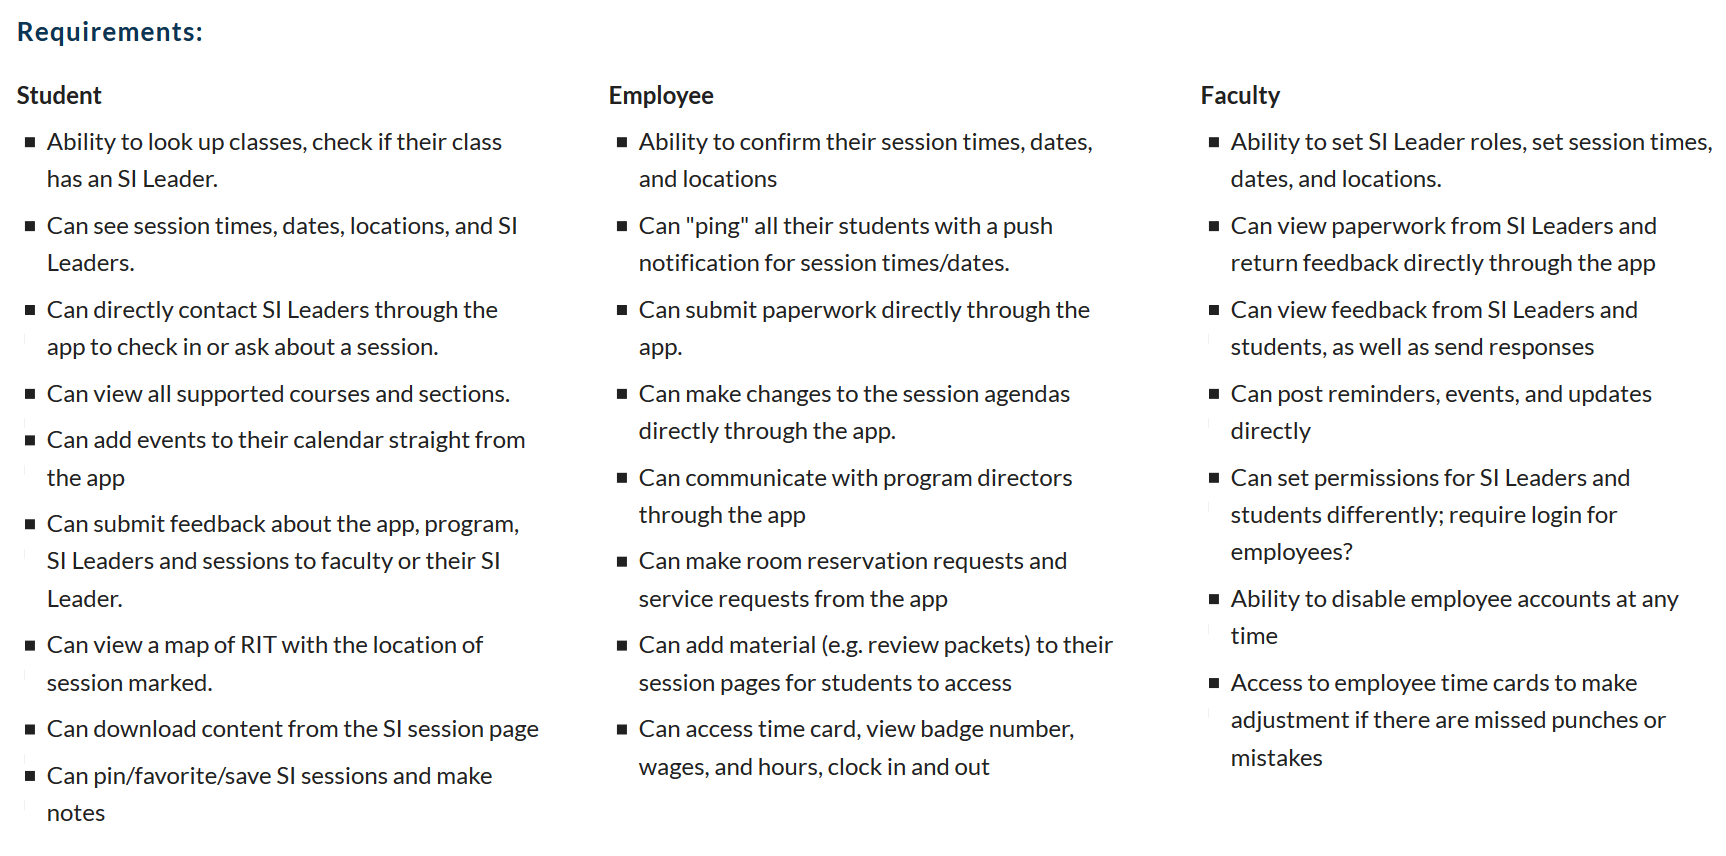 Requirements:
Student
■ Ability to look up classes, check if their class
has an SI Leader.
■ Can see session times, dates, locations, and SI
Leaders.
■ Can directly contact SI Leaders through the
app to check in or ask about a session.
■ Can view all supported courses and sections.
■ Can add events to their calendar straight from
the app
■ Can submit feedback about the app, program,
SI Leaders and sessions to faculty or their SI
Leader.
■ Can view a map of RIT with the location of
session marked.
■ Can download content from the SI session page
■ Can pin/favorite/save SI sessions and make
notes
Employee
■ Ability to confirm their session times, dates,
and locations
■ Can "ping" all their students with a push
notification for session times/dates.
■ Can submit paperwork directly through the
app.
■ Can make changes to the session agendas
directly through the app.
■ Can communicate with program directors
through the app
■ Can make room reservation requests and
service requests from the app
■ Can add material (e.g. review packets) to their
session pages for students to access
■ Can access time card, view badge number,
wages, and hours, clock in and out
Faculty
■ Ability to set SI Leader roles, set session times,
dates, and locations.
■ Can view paperwork from SI Leaders and
return feedback directly through the app
■ Can view feedback from SI Leaders and
students, as well as send responses
■ Can post reminders, events, and updates
directly
■ Can set permissions for SI Leaders and
students differently; require login for
employees?
■ Ability to disable employee accounts at any
time
■ Access to employee time cards to make
adjustment if there are missed punches or
mistakes